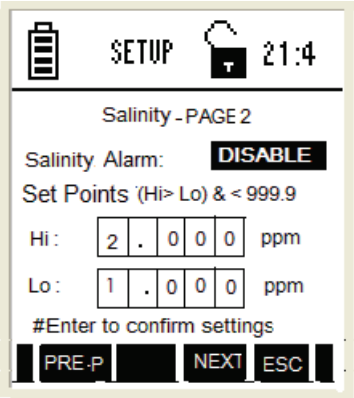 SETUP 21:4
Salinity - PAGE 2
Salinity Alarm: DISABLE
Set Points (Hi> Lo) & < 999.9
Hi : 2 . 0 0 0 ppm
Lo : 1 . 0 0 0 ppm
#Enter to confirm settings
PRE-P NEXT ESC